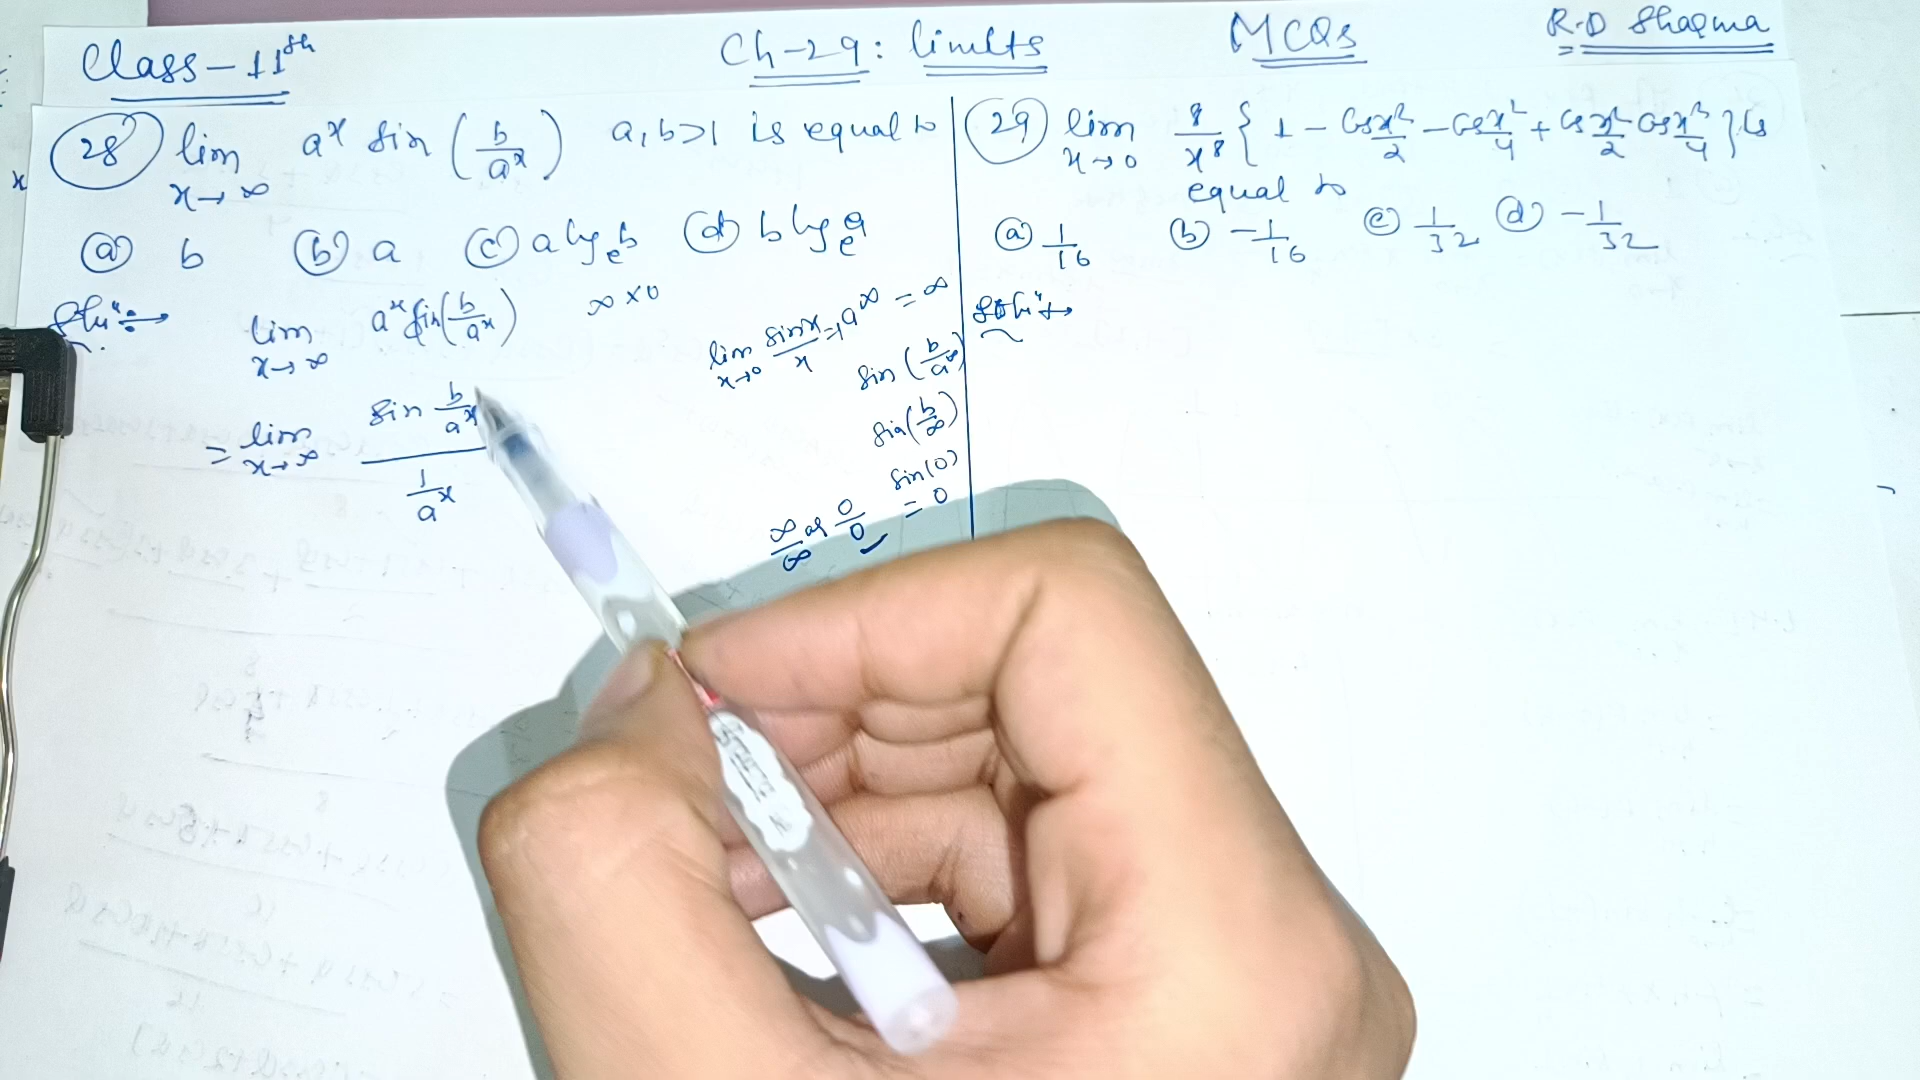 Class-11th Ch-29: limits MCQs R.D Sharma
28 lim x→∞ a^x sin (b/a^x) a,b>1 is equal to
(a) b (b) a (c) a log_e b (d) b log_e a
Solu":→ lim x→∞ a^x sin(b/a^x) ∞×0
lim x→0 sinx/x =1
a^∞ = ∞
sin (b/a^∞)
sin(b/∞)
sin(0)
= 0
= lim x→∞ sin b/a^x / 1/a^x
∞/∞ or 0/0 ✓
29 lim x→0 8/x^8 { 1 - Cos x²/2 - Cos x²/4 + Cos x²/2 Cos x²/4 } is
equal to
(a) 1/16 (b) -1/16 (c) 1/32 (d) -1/32
Solu":→